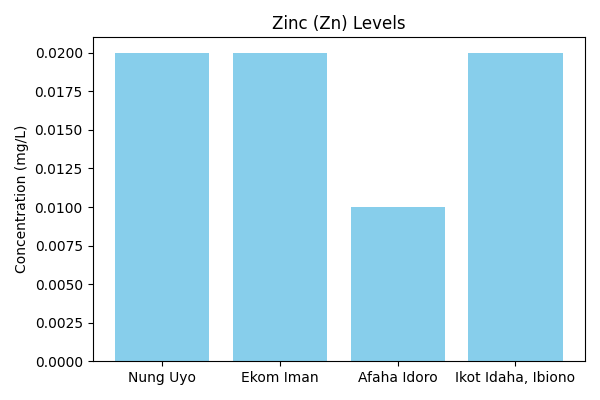 Zinc (Zn) Levels
Concentration (mg/L)
0.0200
0.0175
0.0150
0.0125
0.0100
0.0075
0.0050
0.0025
0.0000
Nung Uyo
Ekom Iman
Afaha Idoro
Ikot Idaha, Ibiono